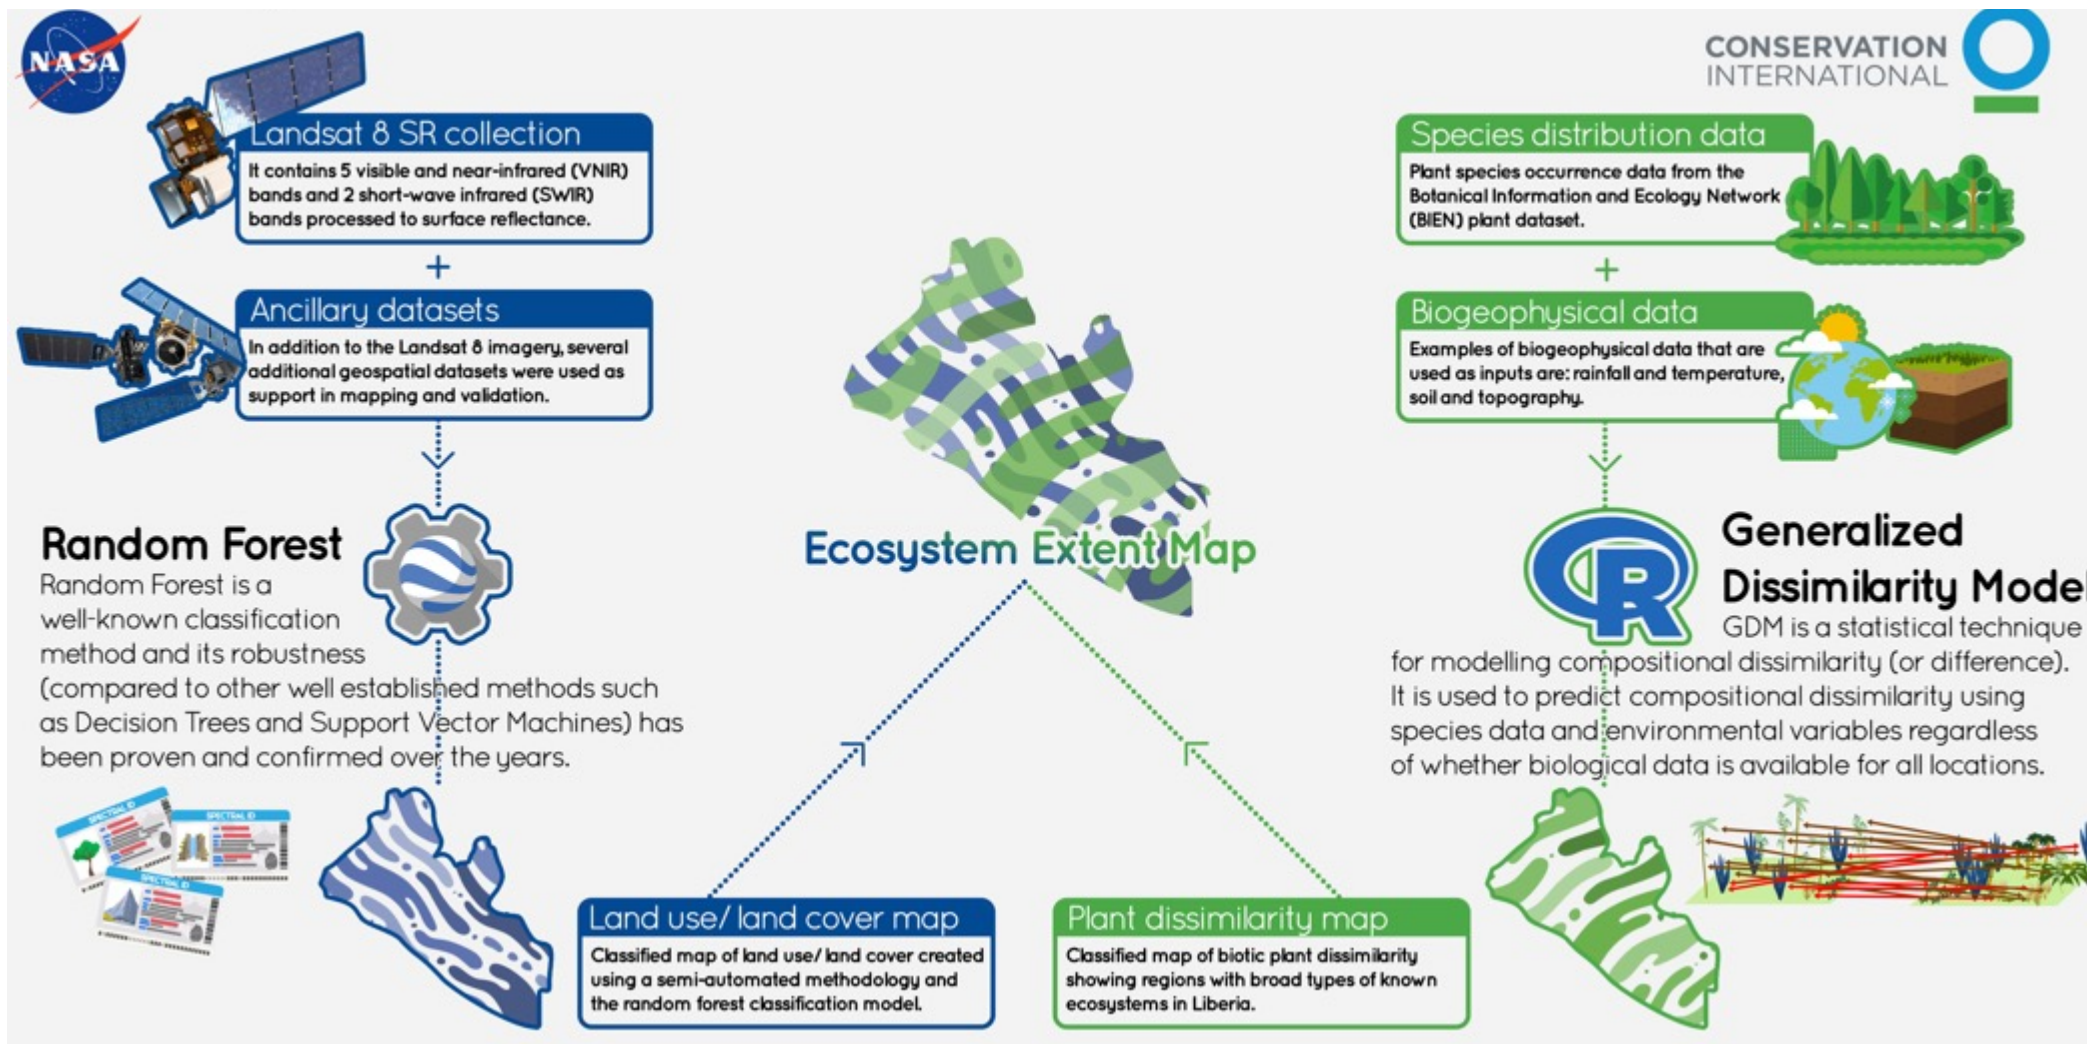 NASA
CONSERVATION
INTERNATIONAL
Landsat 8 SR collection
It contains 5 visible and near-infrared (VNIR)
bands and 2 short-wave infrared (SWIR)
bands processed to surface reflectance.
+
Ancillary datasets
In addition to the Landsat 8 imagery, several
additional geospatial datasets were used as
support in mapping and validation.
Random Forest
Random Forest is a
well-known classification
method and its robustness
(compared to other well established methods such
as Decision Trees and Support Vector Machines) has
been proven and confirmed over the years.
SPECTRAL ID
SPECTRAL ID
SPECTRAL ID
Land use/ land cover map
Classified map of land use/ land cover created
using a semi-automated methodology and
the random forest classification model.
Ecosystem Extent Map
Species distribution data
Plant species occurrence data from the
Botanical Information and Ecology Network
(BIEN) plant dataset.
+
Biogeophysical data
Examples of biogeophysical data that are
used as inputs are: rainfall and temperature,
soil and topography.
R
Generalized
Dissimilarity Model
GDM is a statistical technique
for modelling compositional dissimilarity (or difference).
It is used to predict compositional dissimilarity using
species data and environmental variables regardless
of whether biological data is available for all locations.
Plant dissimilarity map
Classified map of biotic plant dissimilarity
showing regions with broad types of known
ecosystems in Liberia.